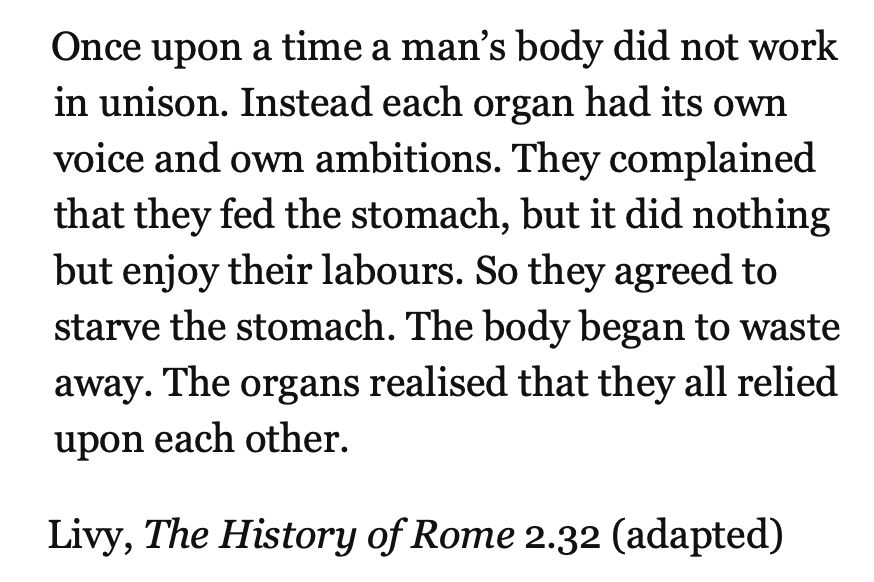 Once upon a time a man’s body did not work
in unison. Instead each organ had its own
voice and own ambitions. They complained
that they fed the stomach, but it did nothing
but enjoy their labours. So they agreed to
starve the stomach. The body began to waste
away. The organs realised that they all relied
upon each other.
Livy, The History of Rome 2.32 (adapted)